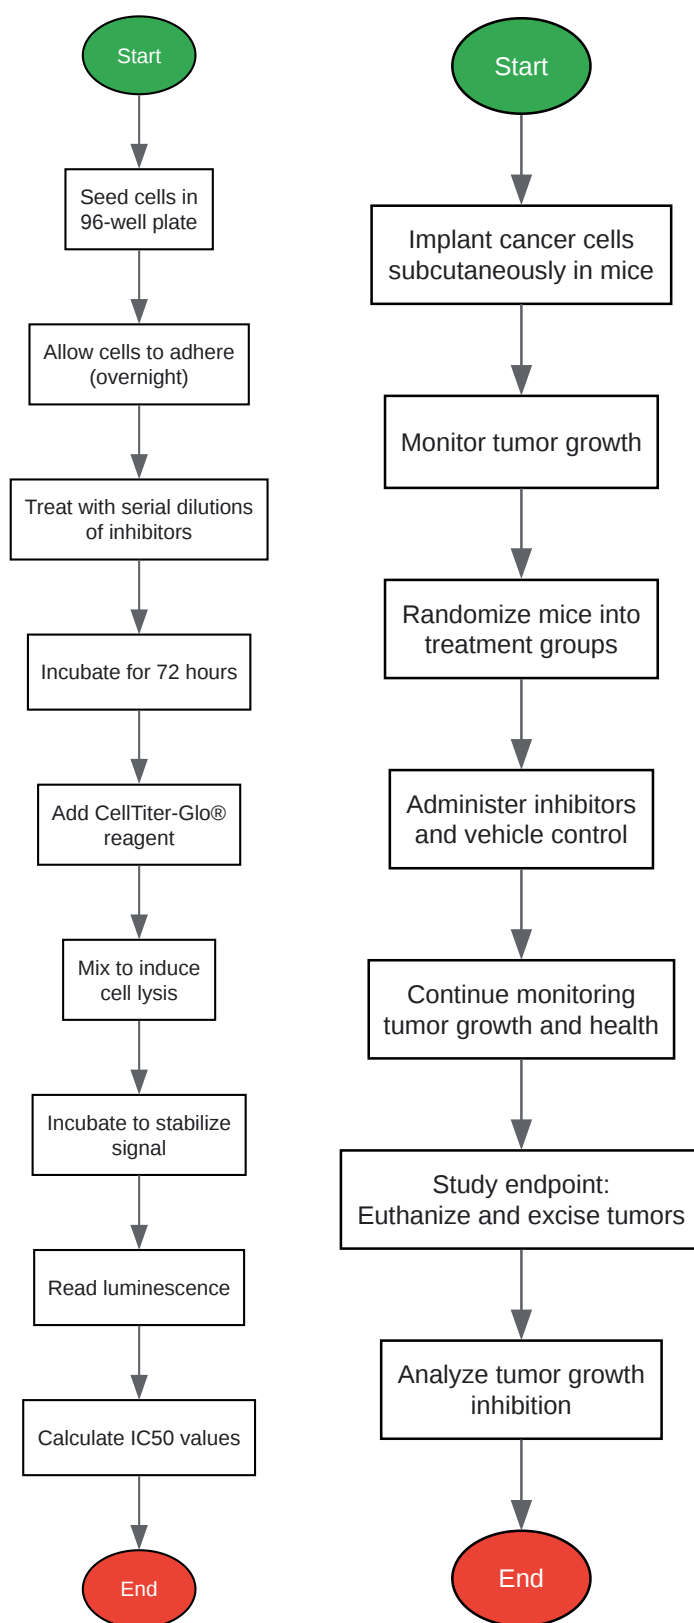 Start
Seed cells in
96-well plate
Allow cells to adhere
(overnight)
Treat with serial dilutions
of inhibitors
Incubate for 72 hours
Add CellTiter-Glo®
reagent
Mix to induce
cell lysis
Incubate to stabilize
signal
Read luminescence
Calculate IC50 values
End
Start
Implant cancer cells
subcutaneously in mice
Monitor tumor growth
Randomize mice into
treatment groups
Administer inhibitors
and vehicle control
Continue monitoring
tumor growth and health
Study endpoint:
Euthanize and excise tumors
Analyze tumor growth
inhibition
End